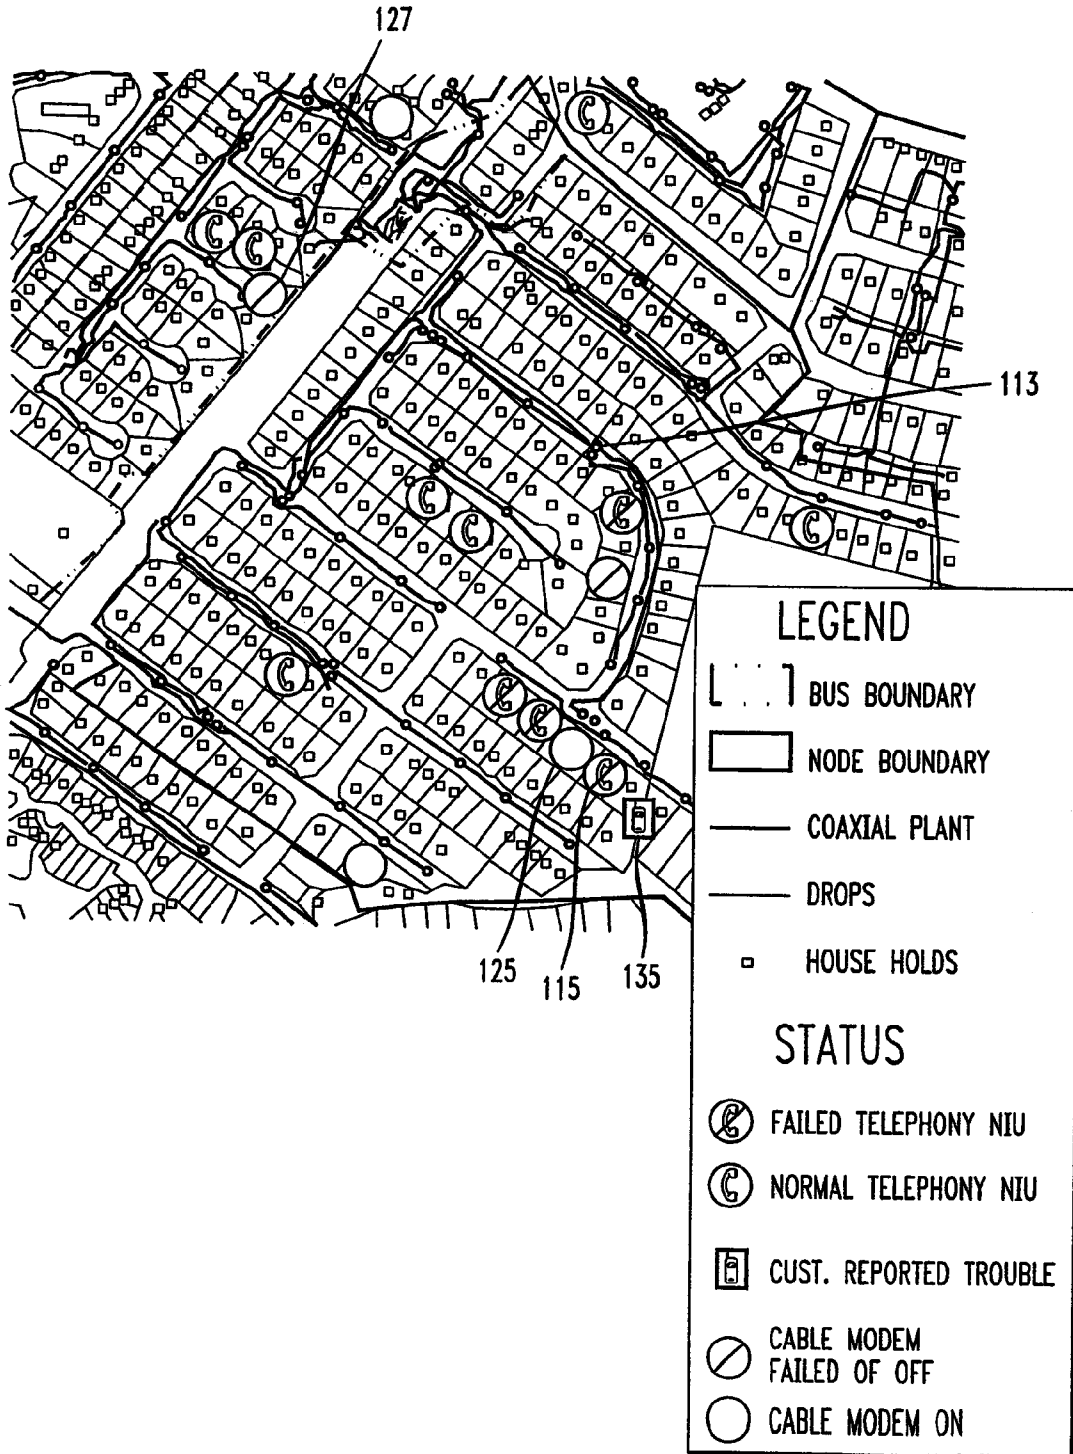 127
113
125
115
135
LEGEND
BUS BOUNDARY
NODE BOUNDARY
COAXIAL PLANT
DROPS
HOUSE HOLDS
STATUS
FAILED TELEPHONY NIU
NORMAL TELEPHONY NIU
CUST. REPORTED TROUBLE
CABLE MODEM
FAILED OF OFF
CABLE MODEM ON